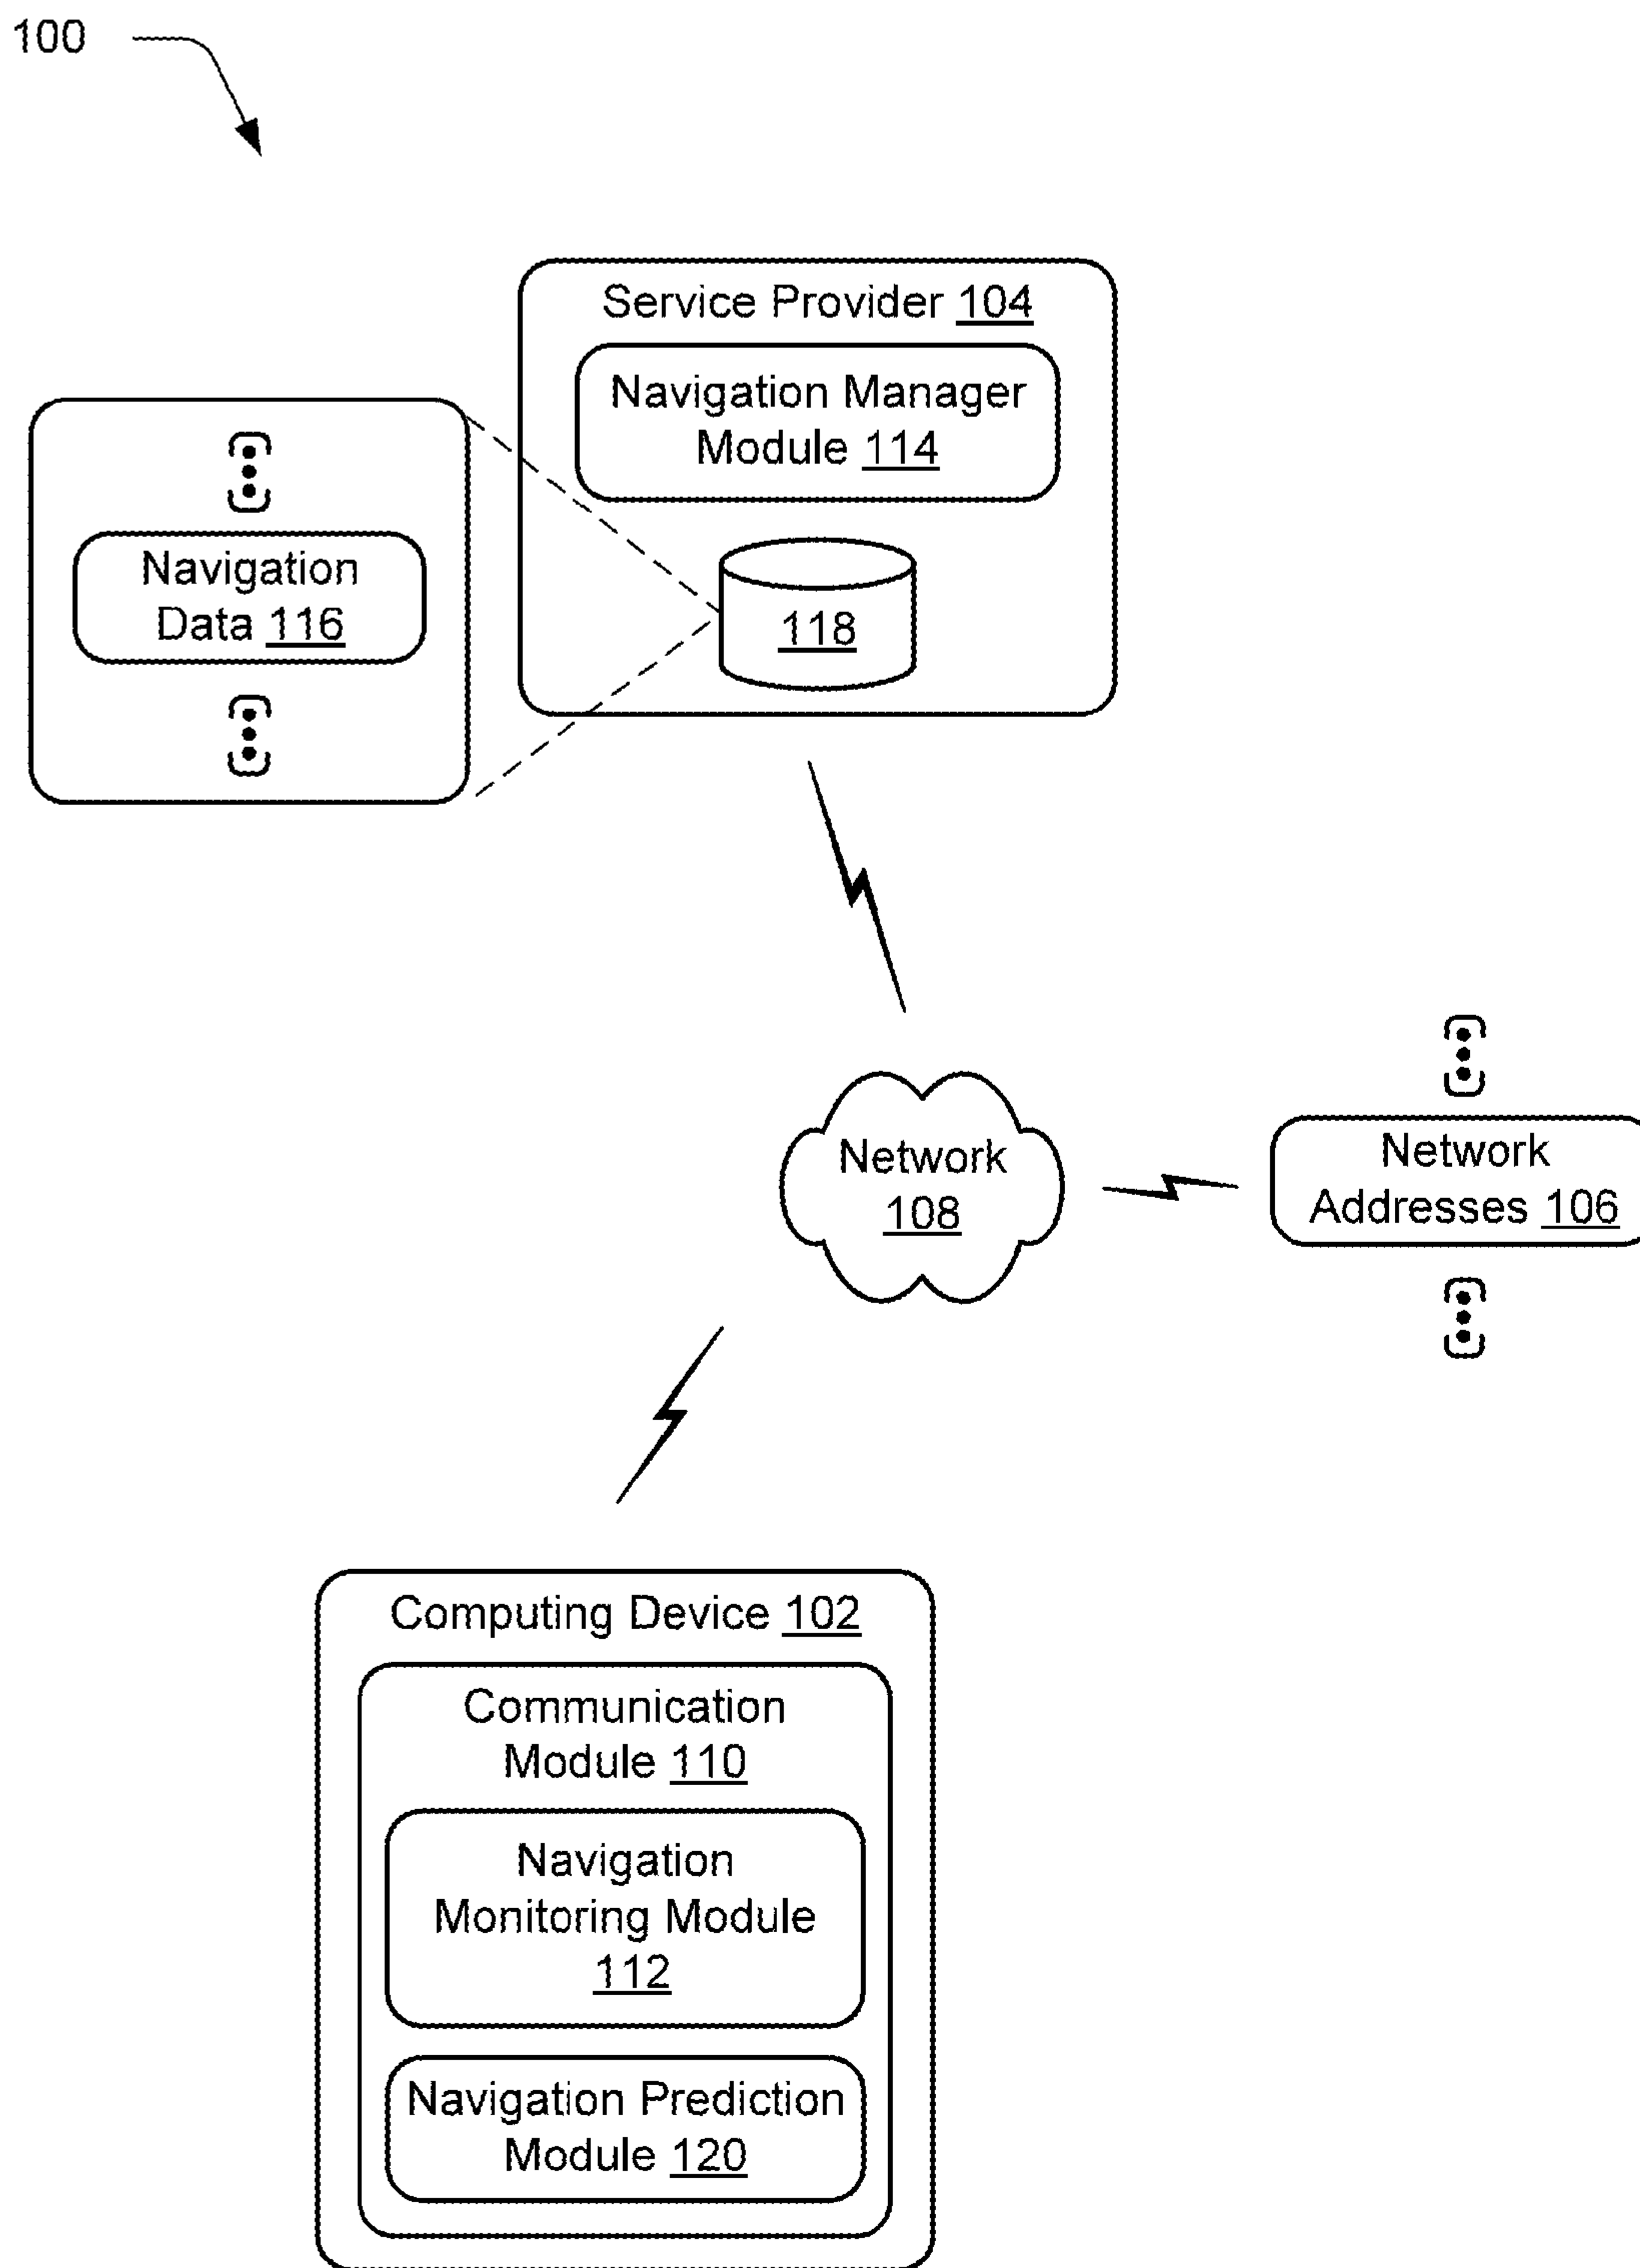 100
Service Provider 104
Navigation Manager
Module 114
Navigation
Data 116
118
Network
108
Network
Addresses 106
Computing Device 102
Communication
Module 110
Navigation
Monitoring Module
112
Navigation Prediction
Module 120